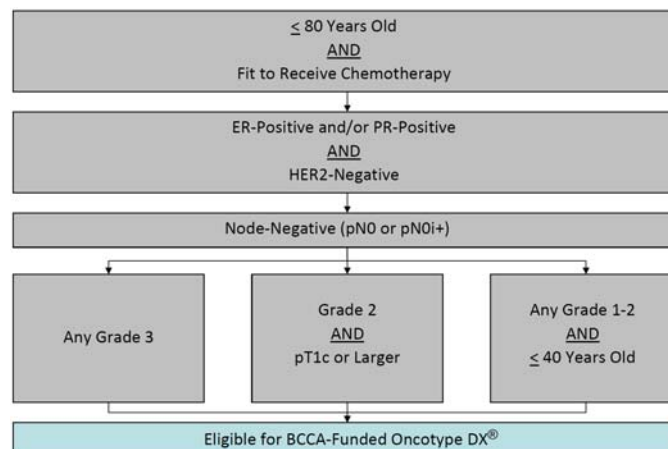 ≤ 80 Years Old
AND
Fit to Receive Chemotherapy
ER-Positive and/or PR-Positive
AND
HER2-Negative
Node-Negative (pN0 or pN0i+)
Any Grade 3
Grade 2
AND
pT1c or Larger
Any Grade 1-2
AND
≤ 40 Years Old
Eligible for BCCA-Funded Oncotype DX®